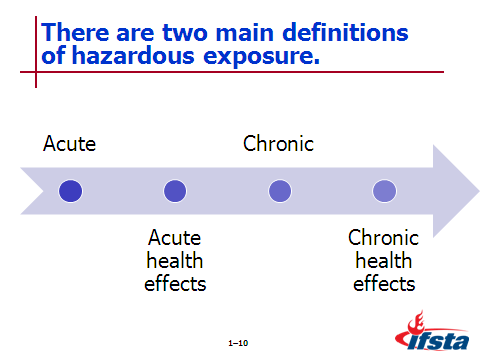 There are two main definitions
of hazardous exposure.
Acute
Chronic
Acute
health
effects
Chronic
health
effects
1–10
ifsta